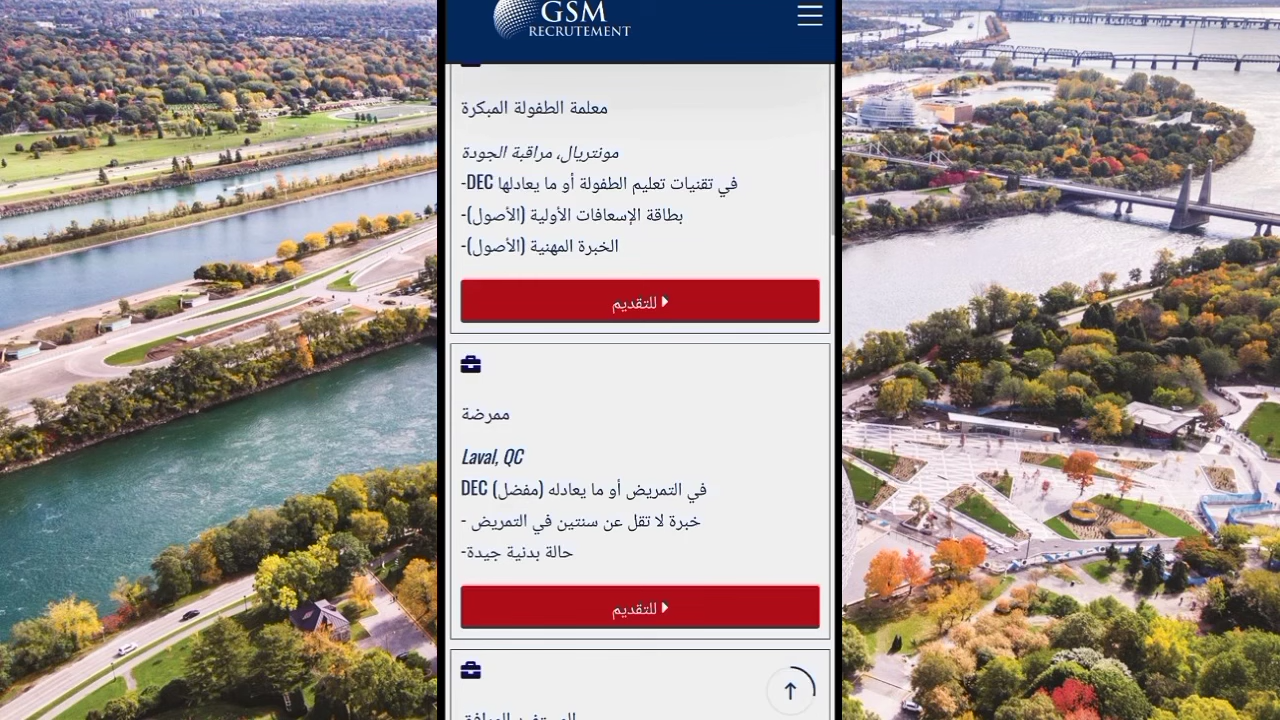 GSM
RECRUTEMENT
معلمة الطفولة المبكرة
مونتريال، مراقبة الجودة
-DEC في تقنيات تعليم الطفولة أو ما يعادلها
-بطاقة الإسعافات الأولية (الأصول)
-الخبرة المهنية (الأصول)
للتقديم
ممرضة
Laval, QC
DEC في التمريض أو ما يعادله (مفضل)
- خبرة لا تقل عن سنتين في التمريض
-حالة بدنية جيدة
للتقديم